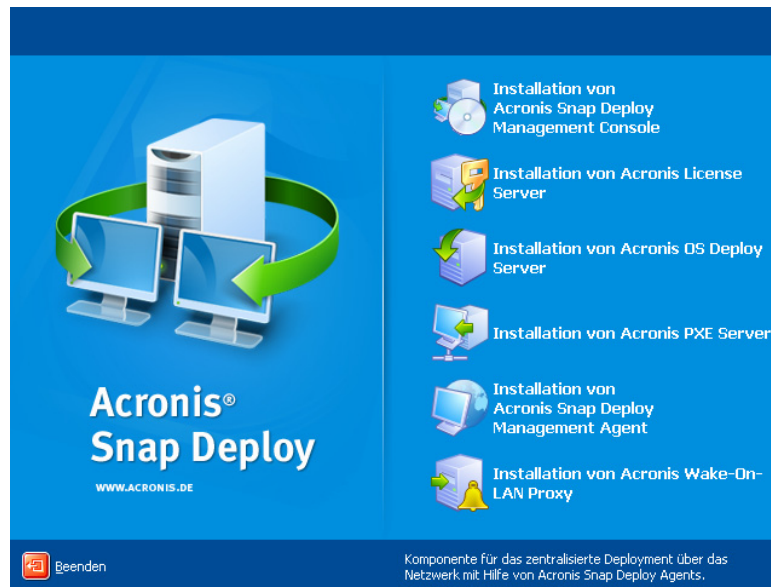 Acronis®
Snap Deploy
WWW.ACRONIS.DE
Installation von
Acronis Snap Deploy
Management Console
Installation von Acronis License
Server
Installation von Acronis OS Deploy
Server
Installation von Acronis PXE Server
Installation von
Acronis Snap Deploy
Management Agent
Installation von Acronis Wake-On-
LAN Proxy
Beenden
Komponente für das zentralisierte Deployment über das
Netzwerk mit Hilfe von Acronis Snap Deploy Agents.